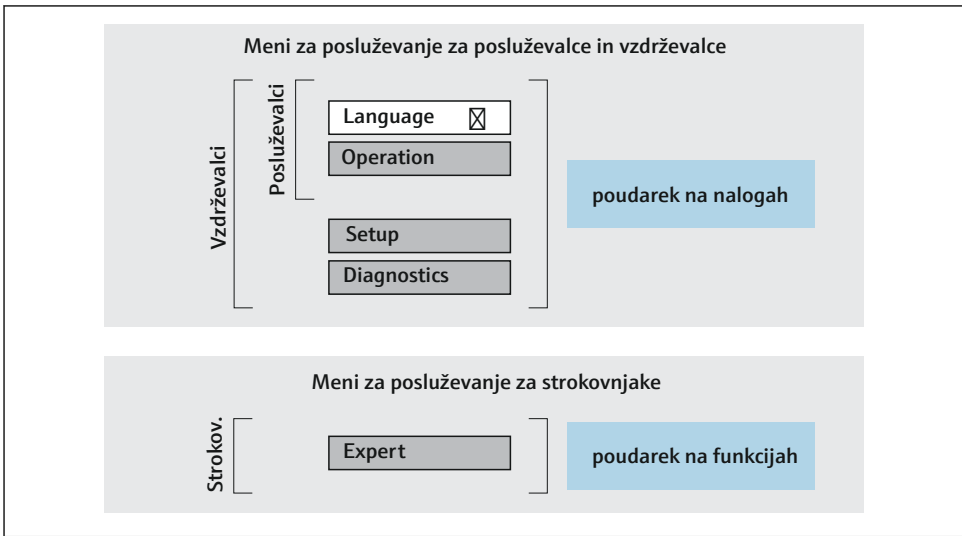 Meni za posluževanje za posluževalce in vzdrževalce
Vzdrževalci
Posluževalci
Language
Operation
Setup
Diagnostics
poudarek na nalogah
Meni za posluževanje za strokovnjake
Strokov.
Expert
poudarek na funkcijah